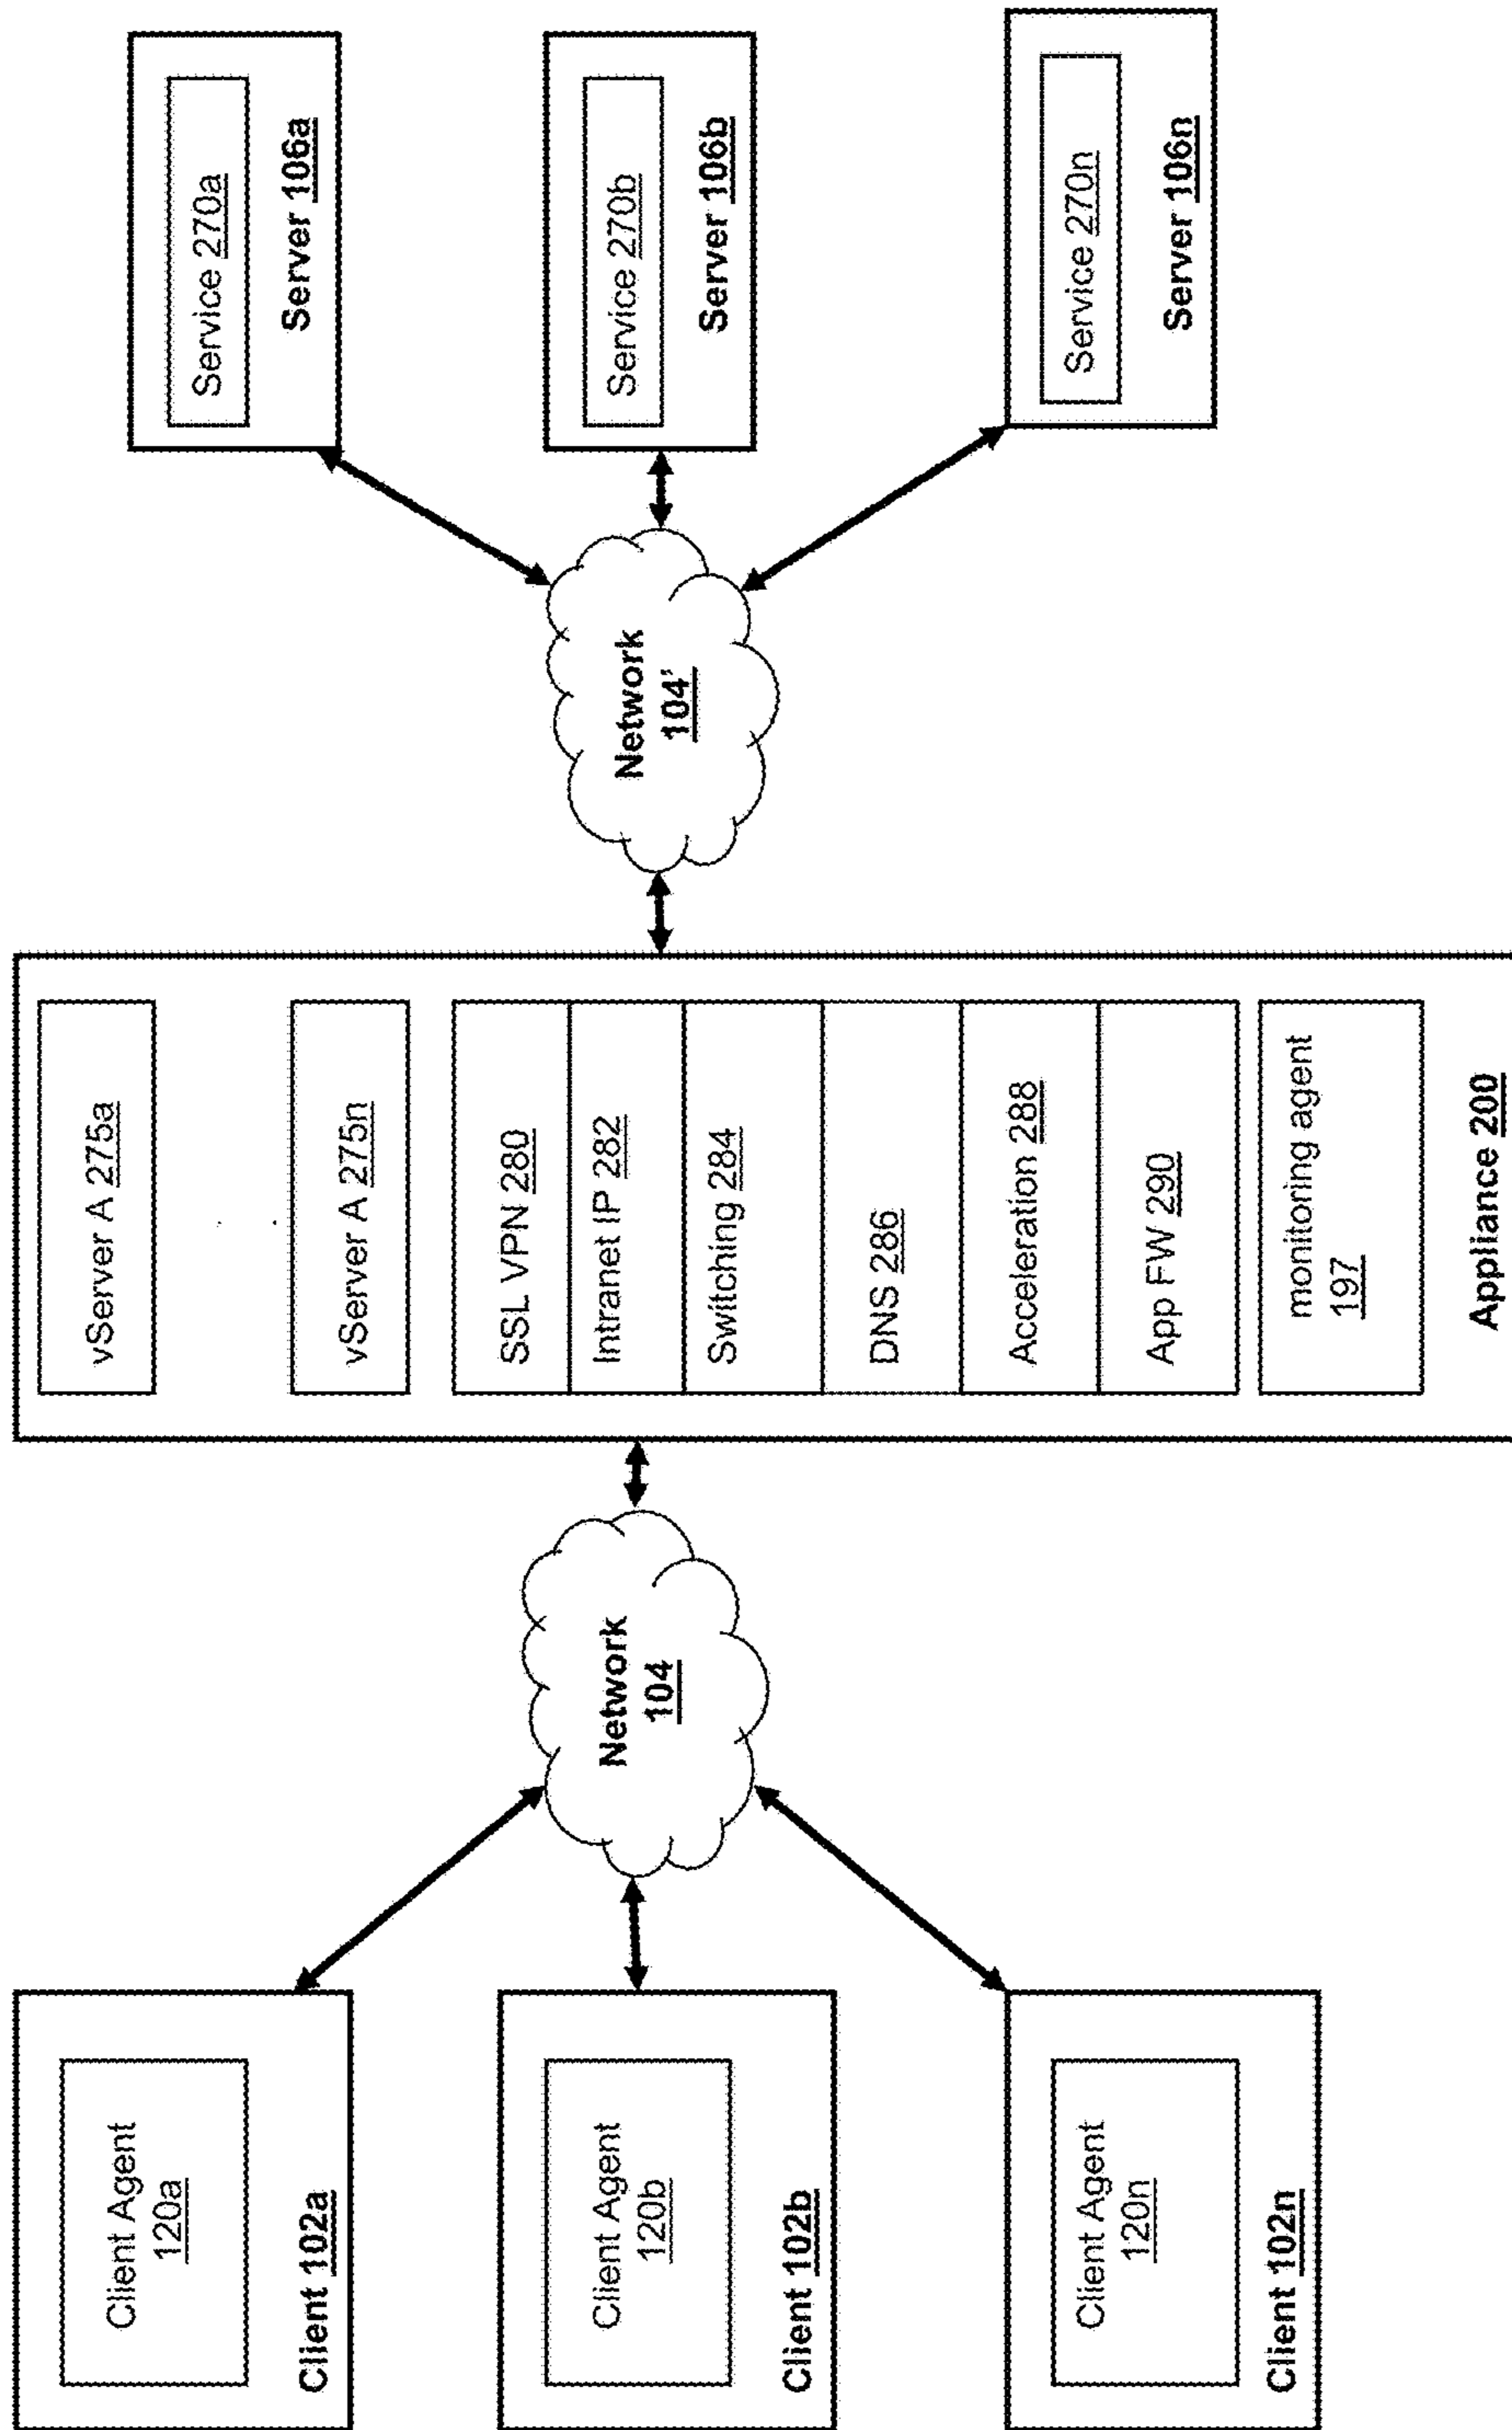 Client Agent
120a
Client 102a
Client Agent
120b
Client 102b
Client Agent
120n
Client 102n
Network
104
vServer A 275a
vServer A 275n
SSL VPN 280
Intranet IP 282
Switching 284
DNS 286
Acceleration 288
App FW 290
monitoring agent
197
Appliance 200
Network
104'
Service 270a
Server 106a
Service 270b
Server 106b
Service 270n
Server 106n